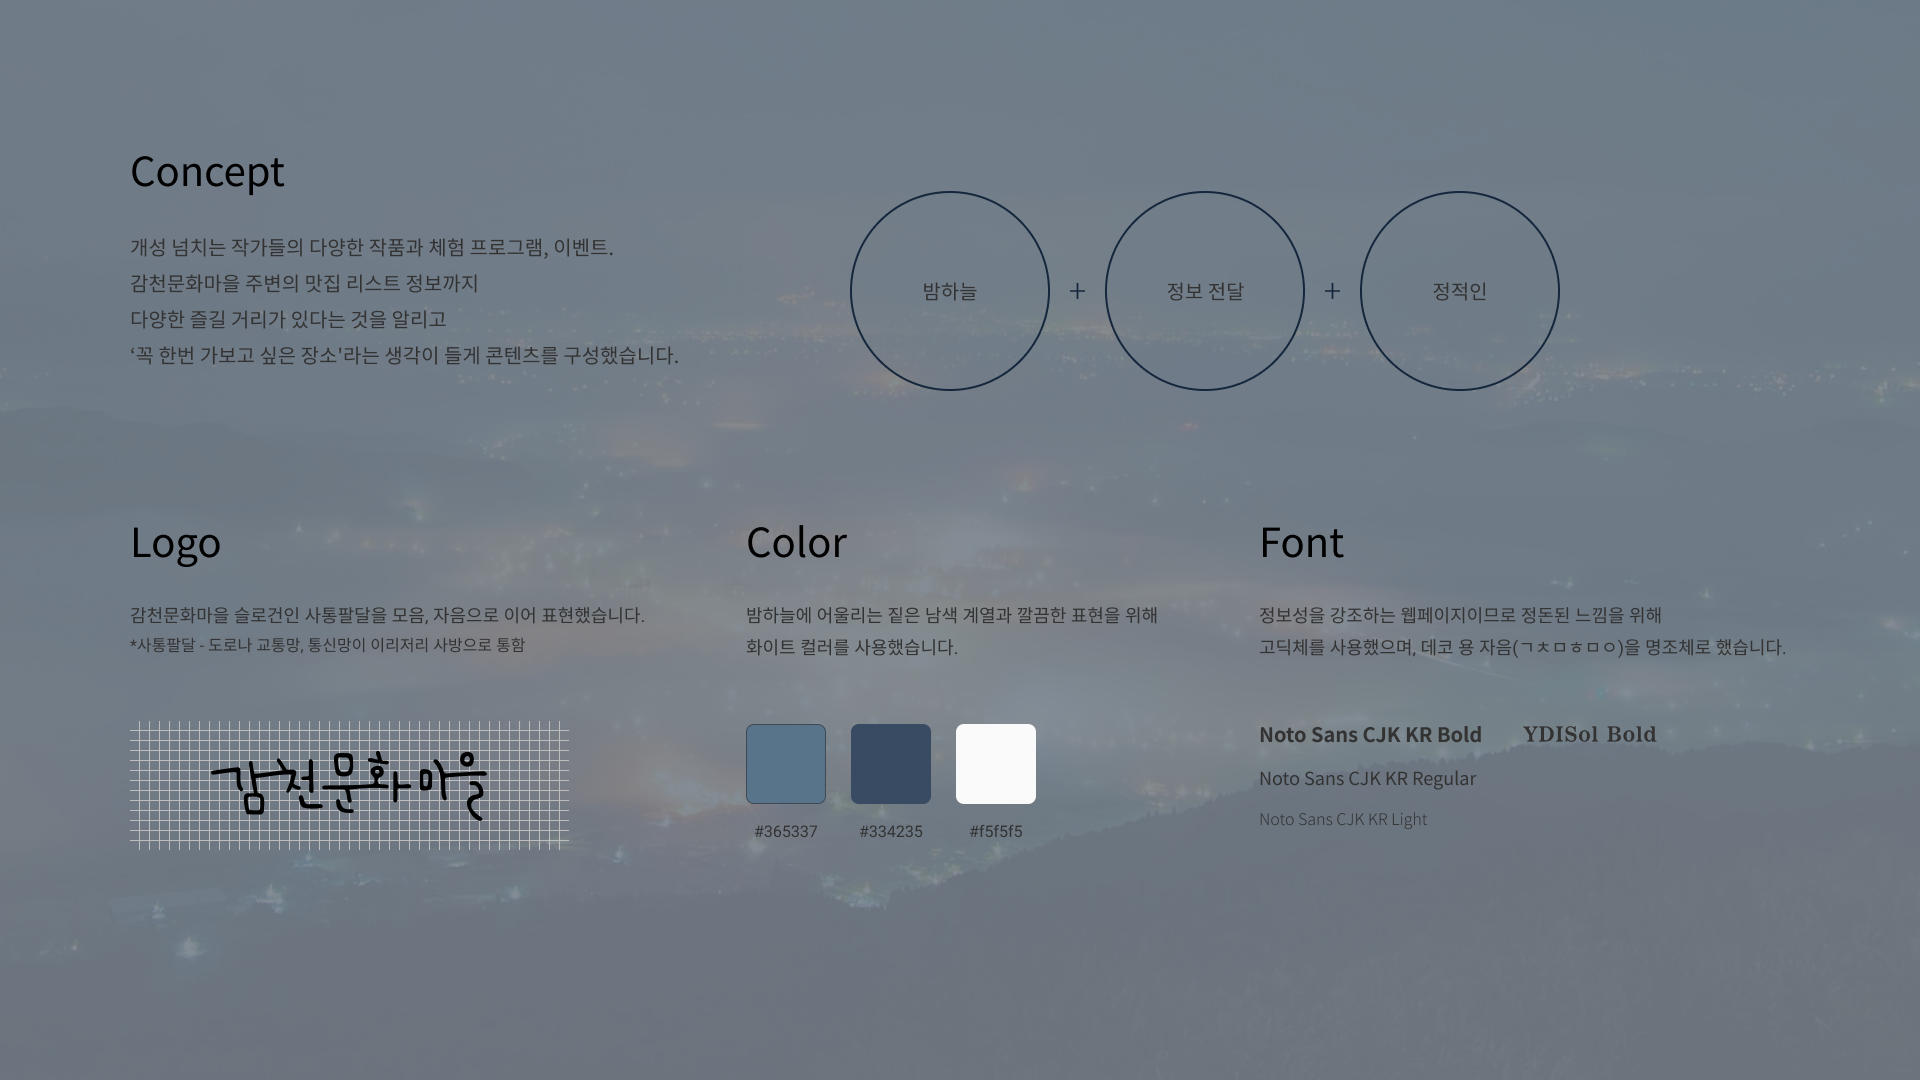 Concept
개성 넘치는 작가들의 다양한 작품과 체험 프로그램, 이벤트.
감천문화마을 주변의 맛집 리스트 정보까지
다양한 즐길 거리가 있다는 것을 알리고
‘꼭 한번 가보고 싶은 장소'라는 생각이 들게 콘텐츠를 구성했습니다.
밤하늘 + 정보 전달 + 정적인
Logo
감천문화마을 슬로건인 사통팔달을 모음, 자음으로 이어 표현했습니다.
*사통팔달 - 도로나 교통망, 통신망이 이리저리 사방으로 통함
감천문화마을
Color
밤하늘에 어울리는 짙은 남색 계열과 깔끔한 표현을 위해
화이트 컬러를 사용했습니다.
#365337 #334235 #f5f5f5
Font
정보성을 강조하는 웹페이지이므로 정돈된 느낌을 위해
고딕체를 사용했으며, 데코 용 자음(ㄱㅊㅁㅎㅁㅇ)을 명조체로 했습니다.
Noto Sans CJK KR Bold YDISol Bold
Noto Sans CJK KR Regular
Noto Sans CJK KR Light